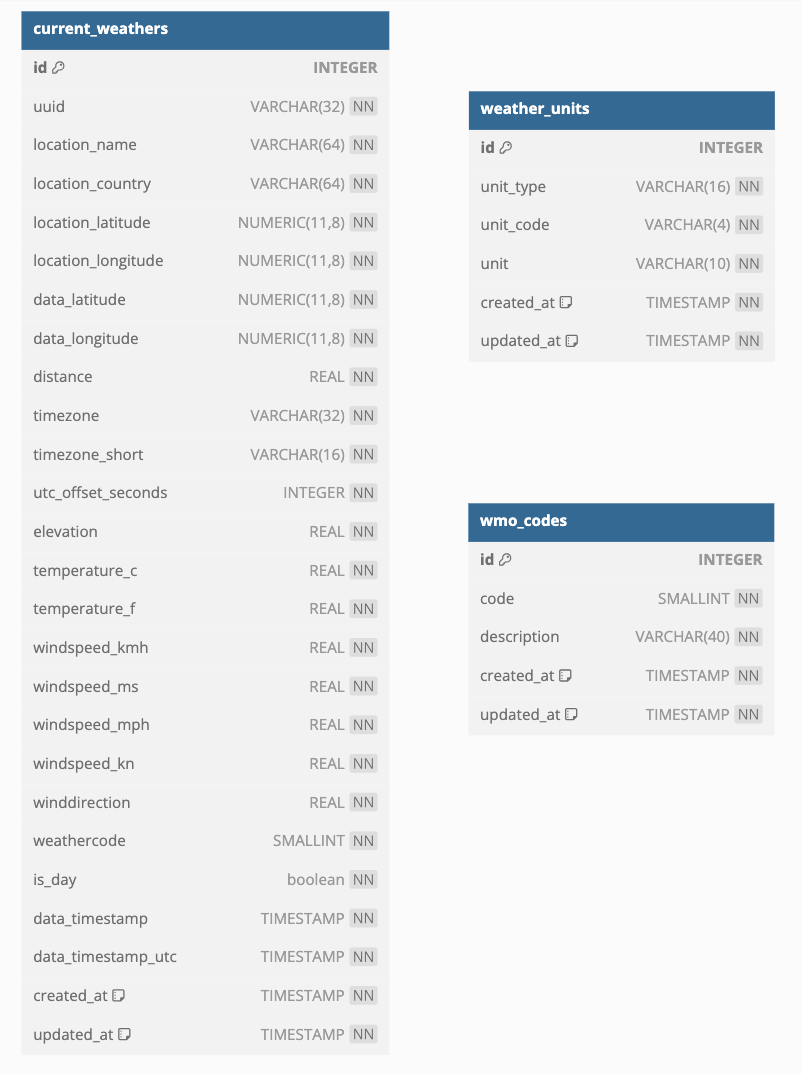 current_weathers
id INTEGER
uuid VARCHAR(32) NN
location_name VARCHAR(64) NN
location_country VARCHAR(64) NN
location_latitude NUMERIC(11,8) NN
location_longitude NUMERIC(11,8) NN
data_latitude NUMERIC(11,8) NN
data_longitude NUMERIC(11,8) NN
distance REAL NN
timezone VARCHAR(32) NN
timezone_short VARCHAR(16) NN
utc_offset_seconds INTEGER NN
elevation REAL NN
temperature_c REAL NN
temperature_f REAL NN
windspeed_kmh REAL NN
windspeed_ms REAL NN
windspeed_mph REAL NN
windspeed_kn REAL NN
winddirection REAL NN
weathercode SMALLINT NN
is_day boolean NN
data_timestamp TIMESTAMP NN
data_timestamp_utc TIMESTAMP NN
created_at TIMESTAMP NN
updated_at TIMESTAMP NN
weather_units
id INTEGER
unit_type VARCHAR(16) NN
unit_code VARCHAR(4) NN
unit VARCHAR(10) NN
created_at TIMESTAMP NN
updated_at TIMESTAMP NN
wmo_codes
id INTEGER
code SMALLINT NN
description VARCHAR(40) NN
created_at TIMESTAMP NN
updated_at TIMESTAMP NN